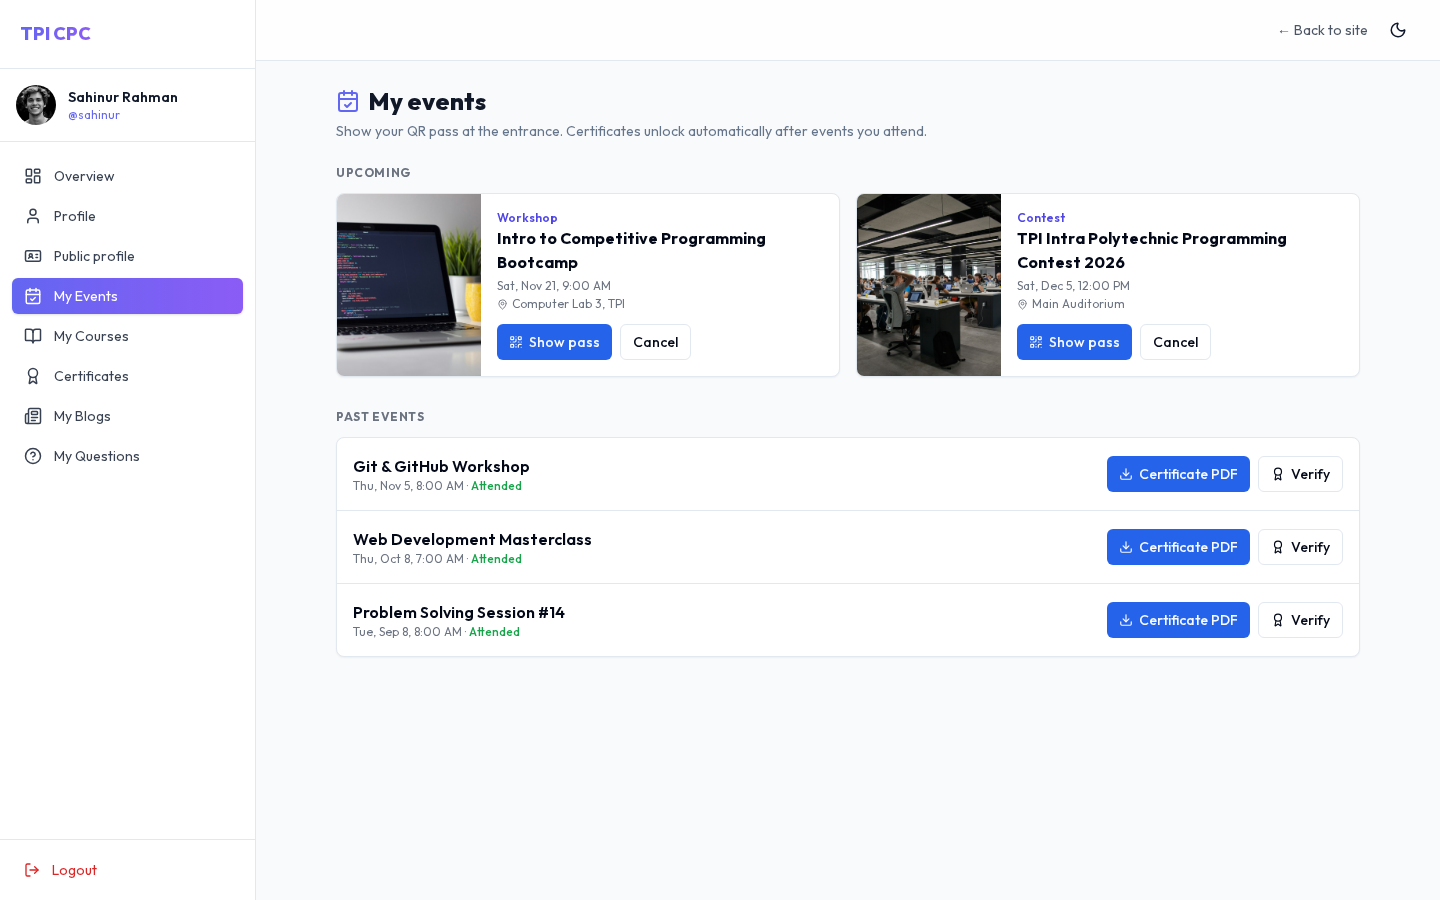 TPI CPC
← Back to site
Sahinur Rahman
@sahinur
Overview
Profile
Public profile
My Events
My Courses
Certificates
My Blogs
My Questions
Logout
My events
Show your QR pass at the entrance. Certificates unlock automatically after events you attend.
UPCOMING
Workshop
Intro to Competitive Programming
Bootcamp
Sat, Nov 21, 9:00 AM
Computer Lab 3, TPI
Show pass
Cancel
Contest
TPI Intra Polytechnic Programming
Contest 2026
Sat, Dec 5, 12:00 PM
Main Auditorium
Show pass
Cancel
PAST EVENTS
Git & GitHub Workshop
Thu, Nov 5, 8:00 AM · Attended
Certificate PDF
Verify
Web Development Masterclass
Thu, Oct 8, 7:00 AM · Attended
Certificate PDF
Verify
Problem Solving Session #14
Tue, Sep 8, 8:00 AM · Attended
Certificate PDF
Verify